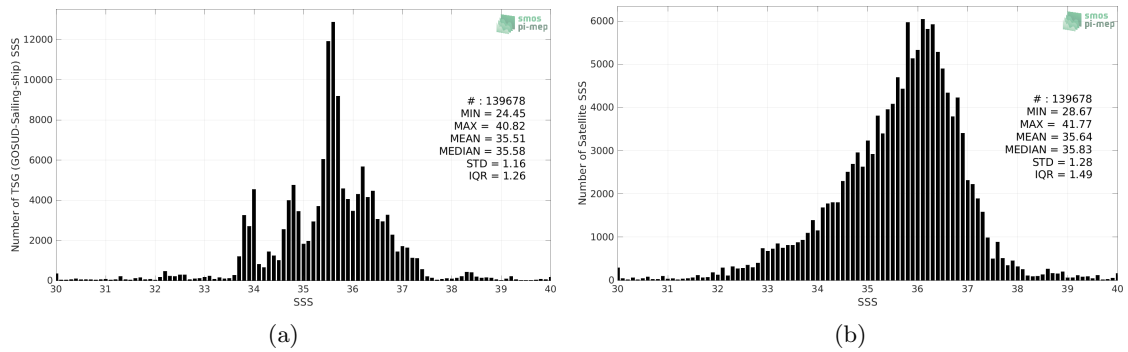 smos
pi-mep
Number of TSG (GOSUD-Sailing-ship) SSS
12000
10000
8000
6000
4000
2000
0
# : 139678
MIN = 24.45
MAX = 40.82
MEAN = 35.51
MEDIAN = 35.58
STD = 1.16
IQR = 1.26
30 31 32 33 34 35 36 37 38 39 40
SSS
(a)
smos
pi-mep
Number of Satellite SSS
6000
5000
4000
3000
2000
1000
0
# : 139678
MIN = 28.67
MAX = 41.77
MEAN = 35.64
MEDIAN = 35.83
STD = 1.28
IQR = 1.49
30 31 32 33 34 35 36 37 38 39 40
SSS
(b)